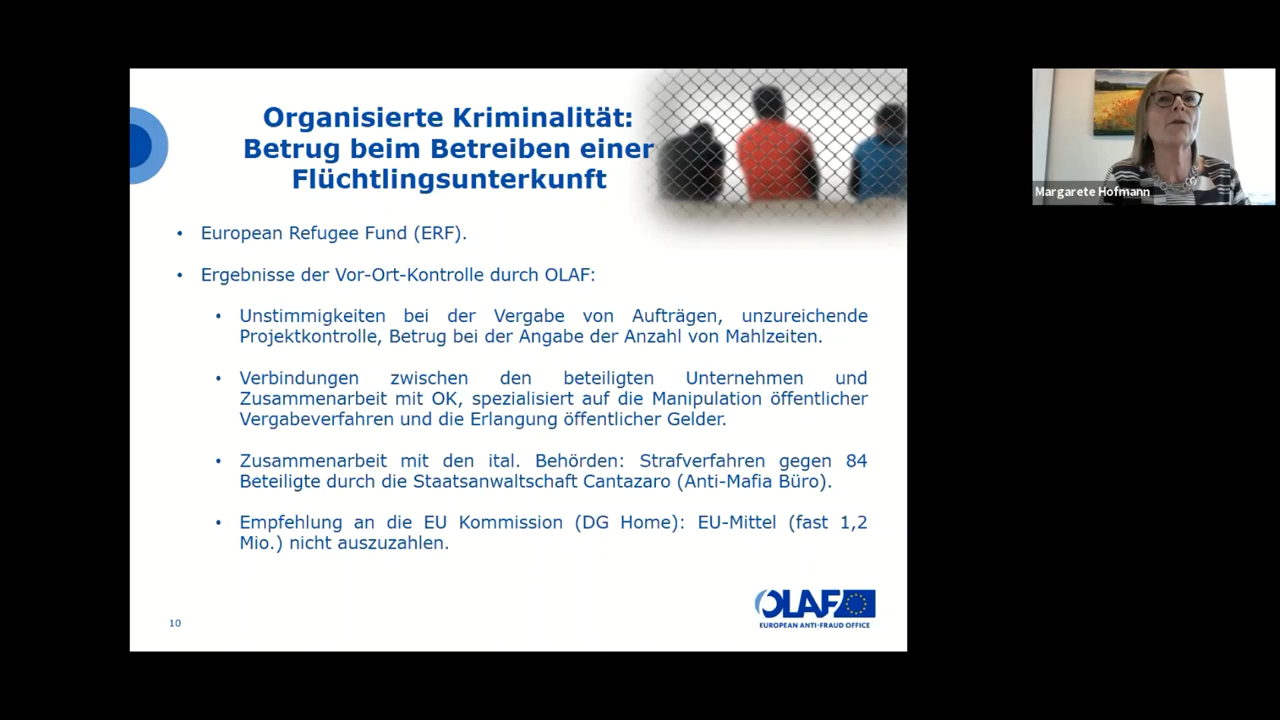 Organisierte Kriminalität:
Betrug beim Betreiben einer
Flüchtlingsunterkunft
• European Refugee Fund (ERF).
• Ergebnisse der Vor-Ort-Kontrolle durch OLAF:
• Unstimmigkeiten bei der Vergabe von Aufträgen, unzureichende
Projektkontrolle, Betrug bei der Angabe der Anzahl von Mahlzeiten.
• Verbindungen zwischen den beteiligten Unternehmen und
Zusammenarbeit mit OK, spezialisiert auf die Manipulation öffentlicher
Vergabeverfahren und die Erlangung öffentlicher Gelder.
• Zusammenarbeit mit den ital. Behörden: Strafverfahren gegen 84
Beteiligte durch die Staatsanwaltschaft Cantazaro (Anti-Mafia Büro).
• Empfehlung an die EU Kommission (DG Home): EU-Mittel (fast 1,2
Mio.) nicht auszuzahlen.
10
OLAF
EUROPEAN ANTI-FRAUD OFFICE
Margarete Hofmann